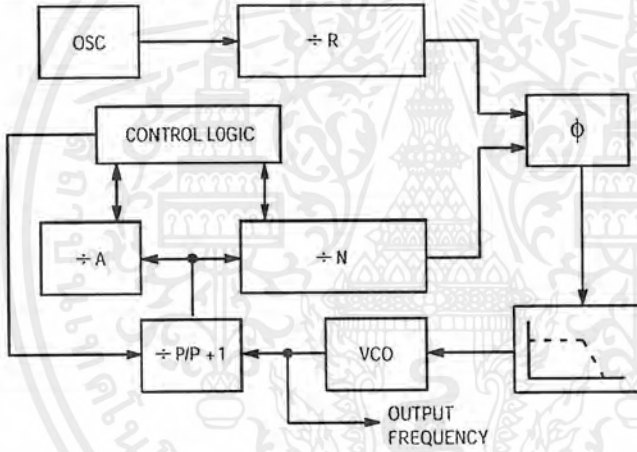 OSC
÷ R
CONTROL LOGIC
ϕ
÷ A
÷ N
÷ P/P + 1
VCO
OUTPUT
FREQUENCY